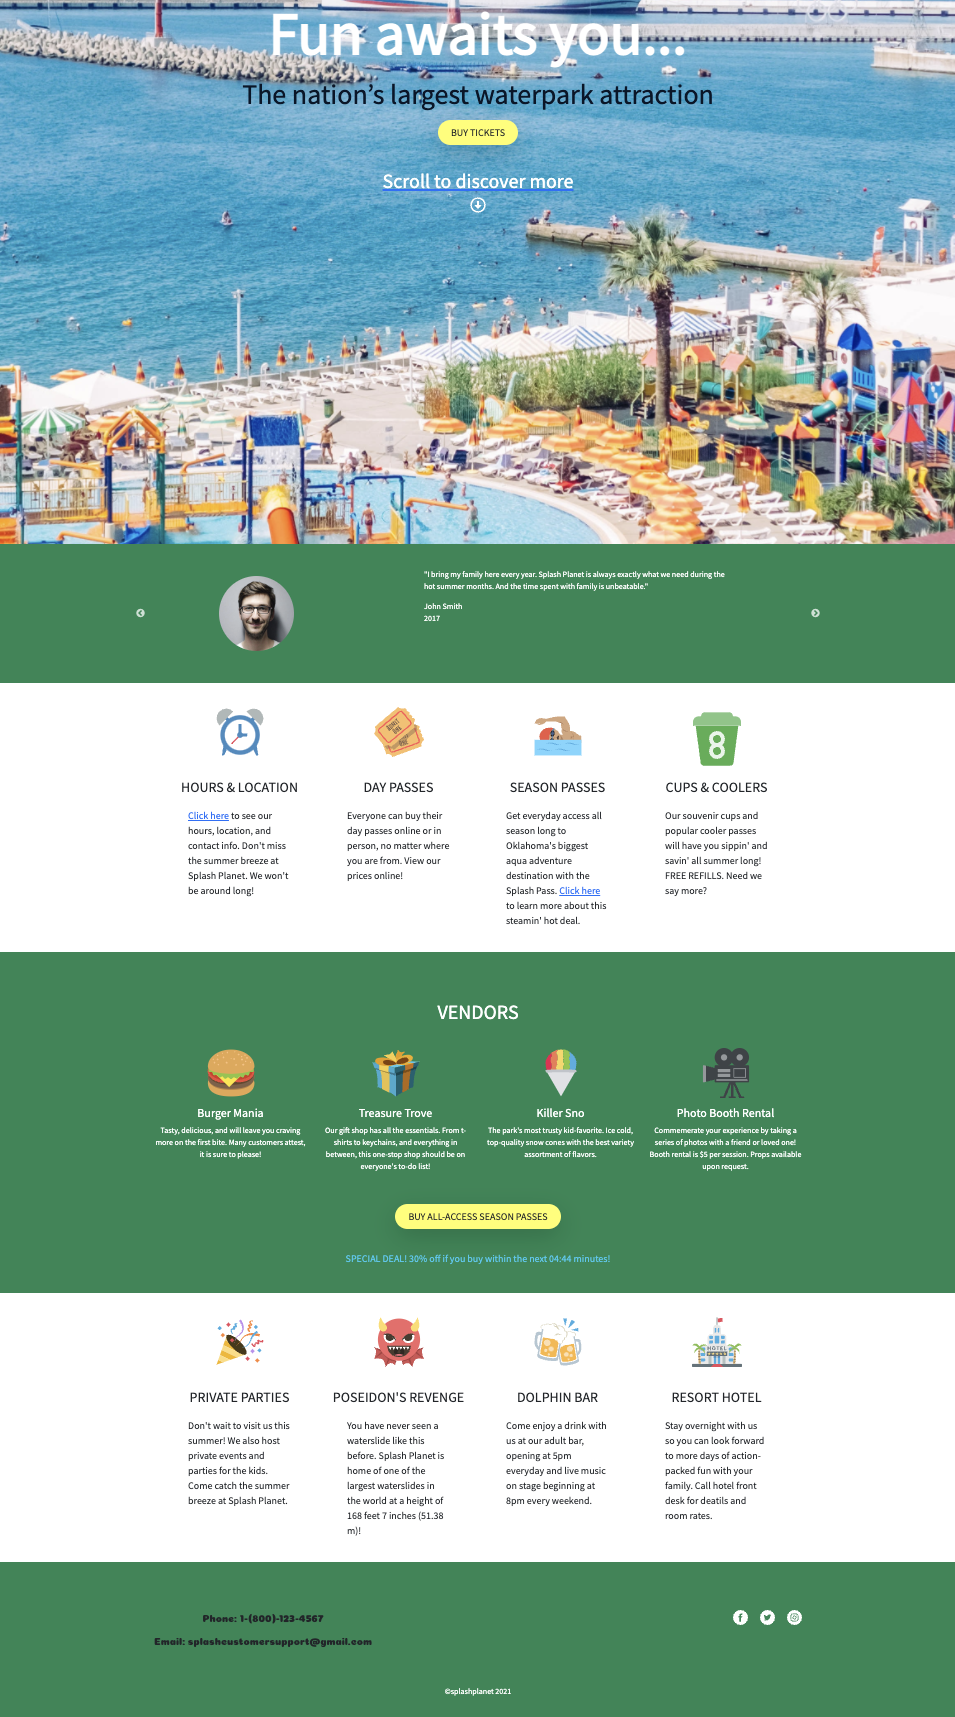 Fun awaits you...
The nation's largest waterpark attraction
BUY TICKETS
Scroll to discover more
"I bring my family here every year. Splash Planet is always exactly what we need during the
hot summer months. And the time spent with family is unbeatable."
John Smith
2017
HOURS & LOCATION
Click here to see our
hours, location, and
contact info. Don't miss
the summer breeze at
Splash Planet. We won't
be around long!
DAY PASSES
Everyone can buy their
day passes online or in
person, no matter where
you are from. View our
prices online!
SEASON PASSES
Get everyday access all
season long to
Oklahoma's biggest
aqua adventure
destination with the
Splash Pass. Click here
to learn more about this
steamin' hot deal.
8
CUPS & COOLERS
Our souvenir cups and
popular cooler passes
will have you sippin' and
savin' all summer long!
FREE REFILLS. Need we
say more?
VENDORS
Burger Mania
Tasty, delicious, and will leave you craving
more on the first bite. Many customers attest,
it is sure to please!
Treasure Trove
Our gift shop has all the essentials. From t-
shirts to keychains, and everything in
between, this one-stop shop should be on
everyone's to-do list!
Killer Sno
The park's most trusty kid-favorite. Ice cold,
top-quality snow cones with the best variety
assortment of flavors.
Photo Booth Rental
Commemerate your experience by taking a
series of photos with a friend or loved one!
Booth rental is $5 per session. Props available
upon request.
BUY ALL-ACCESS SEASON PASSES
SPECIAL DEAL! 30% off if you buy within the next 04:44 minutes!
PRIVATE PARTIES
Don't wait to visit us this
summer! We also host
private events and
parties for the kids.
Come catch the summer
breeze at Splash Planet.
POSEIDON'S REVENGE
You have never seen a
waterslide like this
before. Splash Planet is
home of one of the
largest waterslides in
the world at a height of
168 feet 7 inches (51.38
m)!
DOLPHIN BAR
Come enjoy a drink with
us at our adult bar,
opening at 5pm
everyday and live music
on stage beginning at
8pm every weekend.
HOTEL
RESORT HOTEL
Stay overnight with us
so you can look forward
to more days of action-
packed fun with your
family. Call hotel front
desk for deatils and
room rates.
Phone: 1-(800)-123-4567
Email: splashcustomersupport@gmail.com
©splashplanet 2021